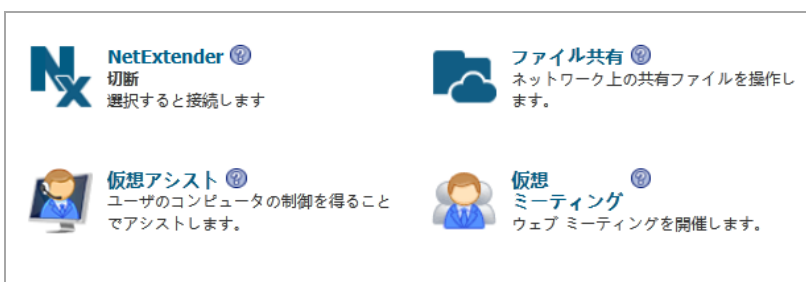 NetExtender
切断
選択すると接続します
ファイル共有
ネットワーク上の共有ファイルを操作し
ます。
仮想アシスト
ユーザのコンピュータの制御を得ること
でアシストします。
仮想
ミーティング
ウェブ ミーティングを開催します。